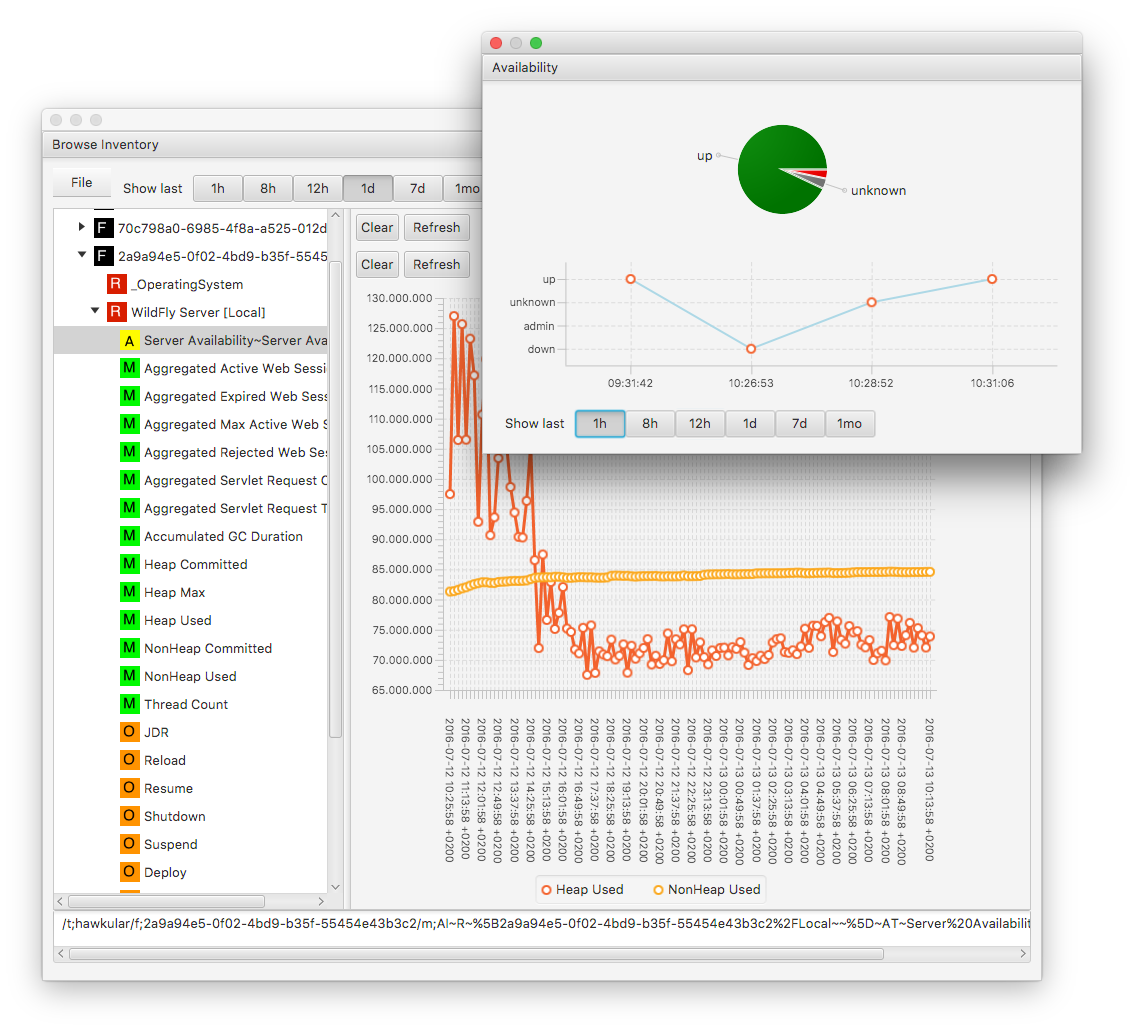 Availability
up
unknown
up
unknown
admin
down
09:31:42
10:26:53
10:28:52
10:31:06
Show last
1h
8h
12h
1d
7d
1mo
Browse Inventory
File
Show last
1h
8h
12h
1d
7d
1mo
F 70c798a0-6985-4f8a-a525-012d
F 2a9a94e5-0f02-4bd9-b35f-5545
R _OperatingSystem
R WildFly Server [Local]
A Server Availability~Server Ava
M Aggregated Active Web Sessi
M Aggregated Expired Web Ses
M Aggregated Max Active Web S
M Aggregated Rejected Web Se
M Aggregated Servlet Request
M Aggregated Servlet Request T
M Accumulated GC Duration
M Heap Committed
M Heap Max
M Heap Used
M NonHeap Committed
M NonHeap Used
M Thread Count
O JDR
O Reload
O Resume
O Shutdown
O Suspend
O Deploy
Clear
Refresh
Clear
Refresh
130.000.000
125.000.000
120.000.000
115.000.000
110.000.000
105.000.000
100.000.000
95.000.000
90.000.000
85.000.000
80.000.000
75.000.000
70.000.000
65.000.000
2016-07-12 10:25:58 +0200
2016-07-12 11:13:58 +0200
2016-07-12 12:01:58 +0200
2016-07-12 12:49:58 +0200
2016-07-12 13:37:58 +0200
2016-07-12 14:25:58 +0200
2016-07-12 15:13:58 +0200
2016-07-12 16:01:58 +0200
2016-07-12 16:49:58 +0200
2016-07-12 17:37:58 +0200
2016-07-12 18:25:58 +0200
2016-07-12 19:13:58 +0200
2016-07-12 20:01:58 +0200
2016-07-12 20:49:58 +0200
2016-07-12 21:37:58 +0200
2016-07-12 22:25:58 +0200
2016-07-12 23:13:58 +0200
2016-07-13 00:01:58 +0200
2016-07-13 00:49:58 +0200
2016-07-13 01:37:58 +0200
2016-07-13 02:25:58 +0200
2016-07-13 03:13:58 +0200
2016-07-13 04:01:58 +0200
2016-07-13 04:49:58 +0200
2016-07-13 05:37:58 +0200
2016-07-13 06:25:58 +0200
2016-07-13 07:13:58 +0200
2016-07-13 08:01:58 +0200
2016-07-13 08:49:58 +0200
2016-07-13 10:13:58 +0200
Heap Used
NonHeap Used
/t;hawkular/f;2a9a94e5-0f02-4bd9-b35f-55454e43b3c2/m;AI~R~%5B2a9a94e5-0f02-4bd9-b35f-55454e43b3c2%2FLocal~~%5D~AT~Server%20Availabilit